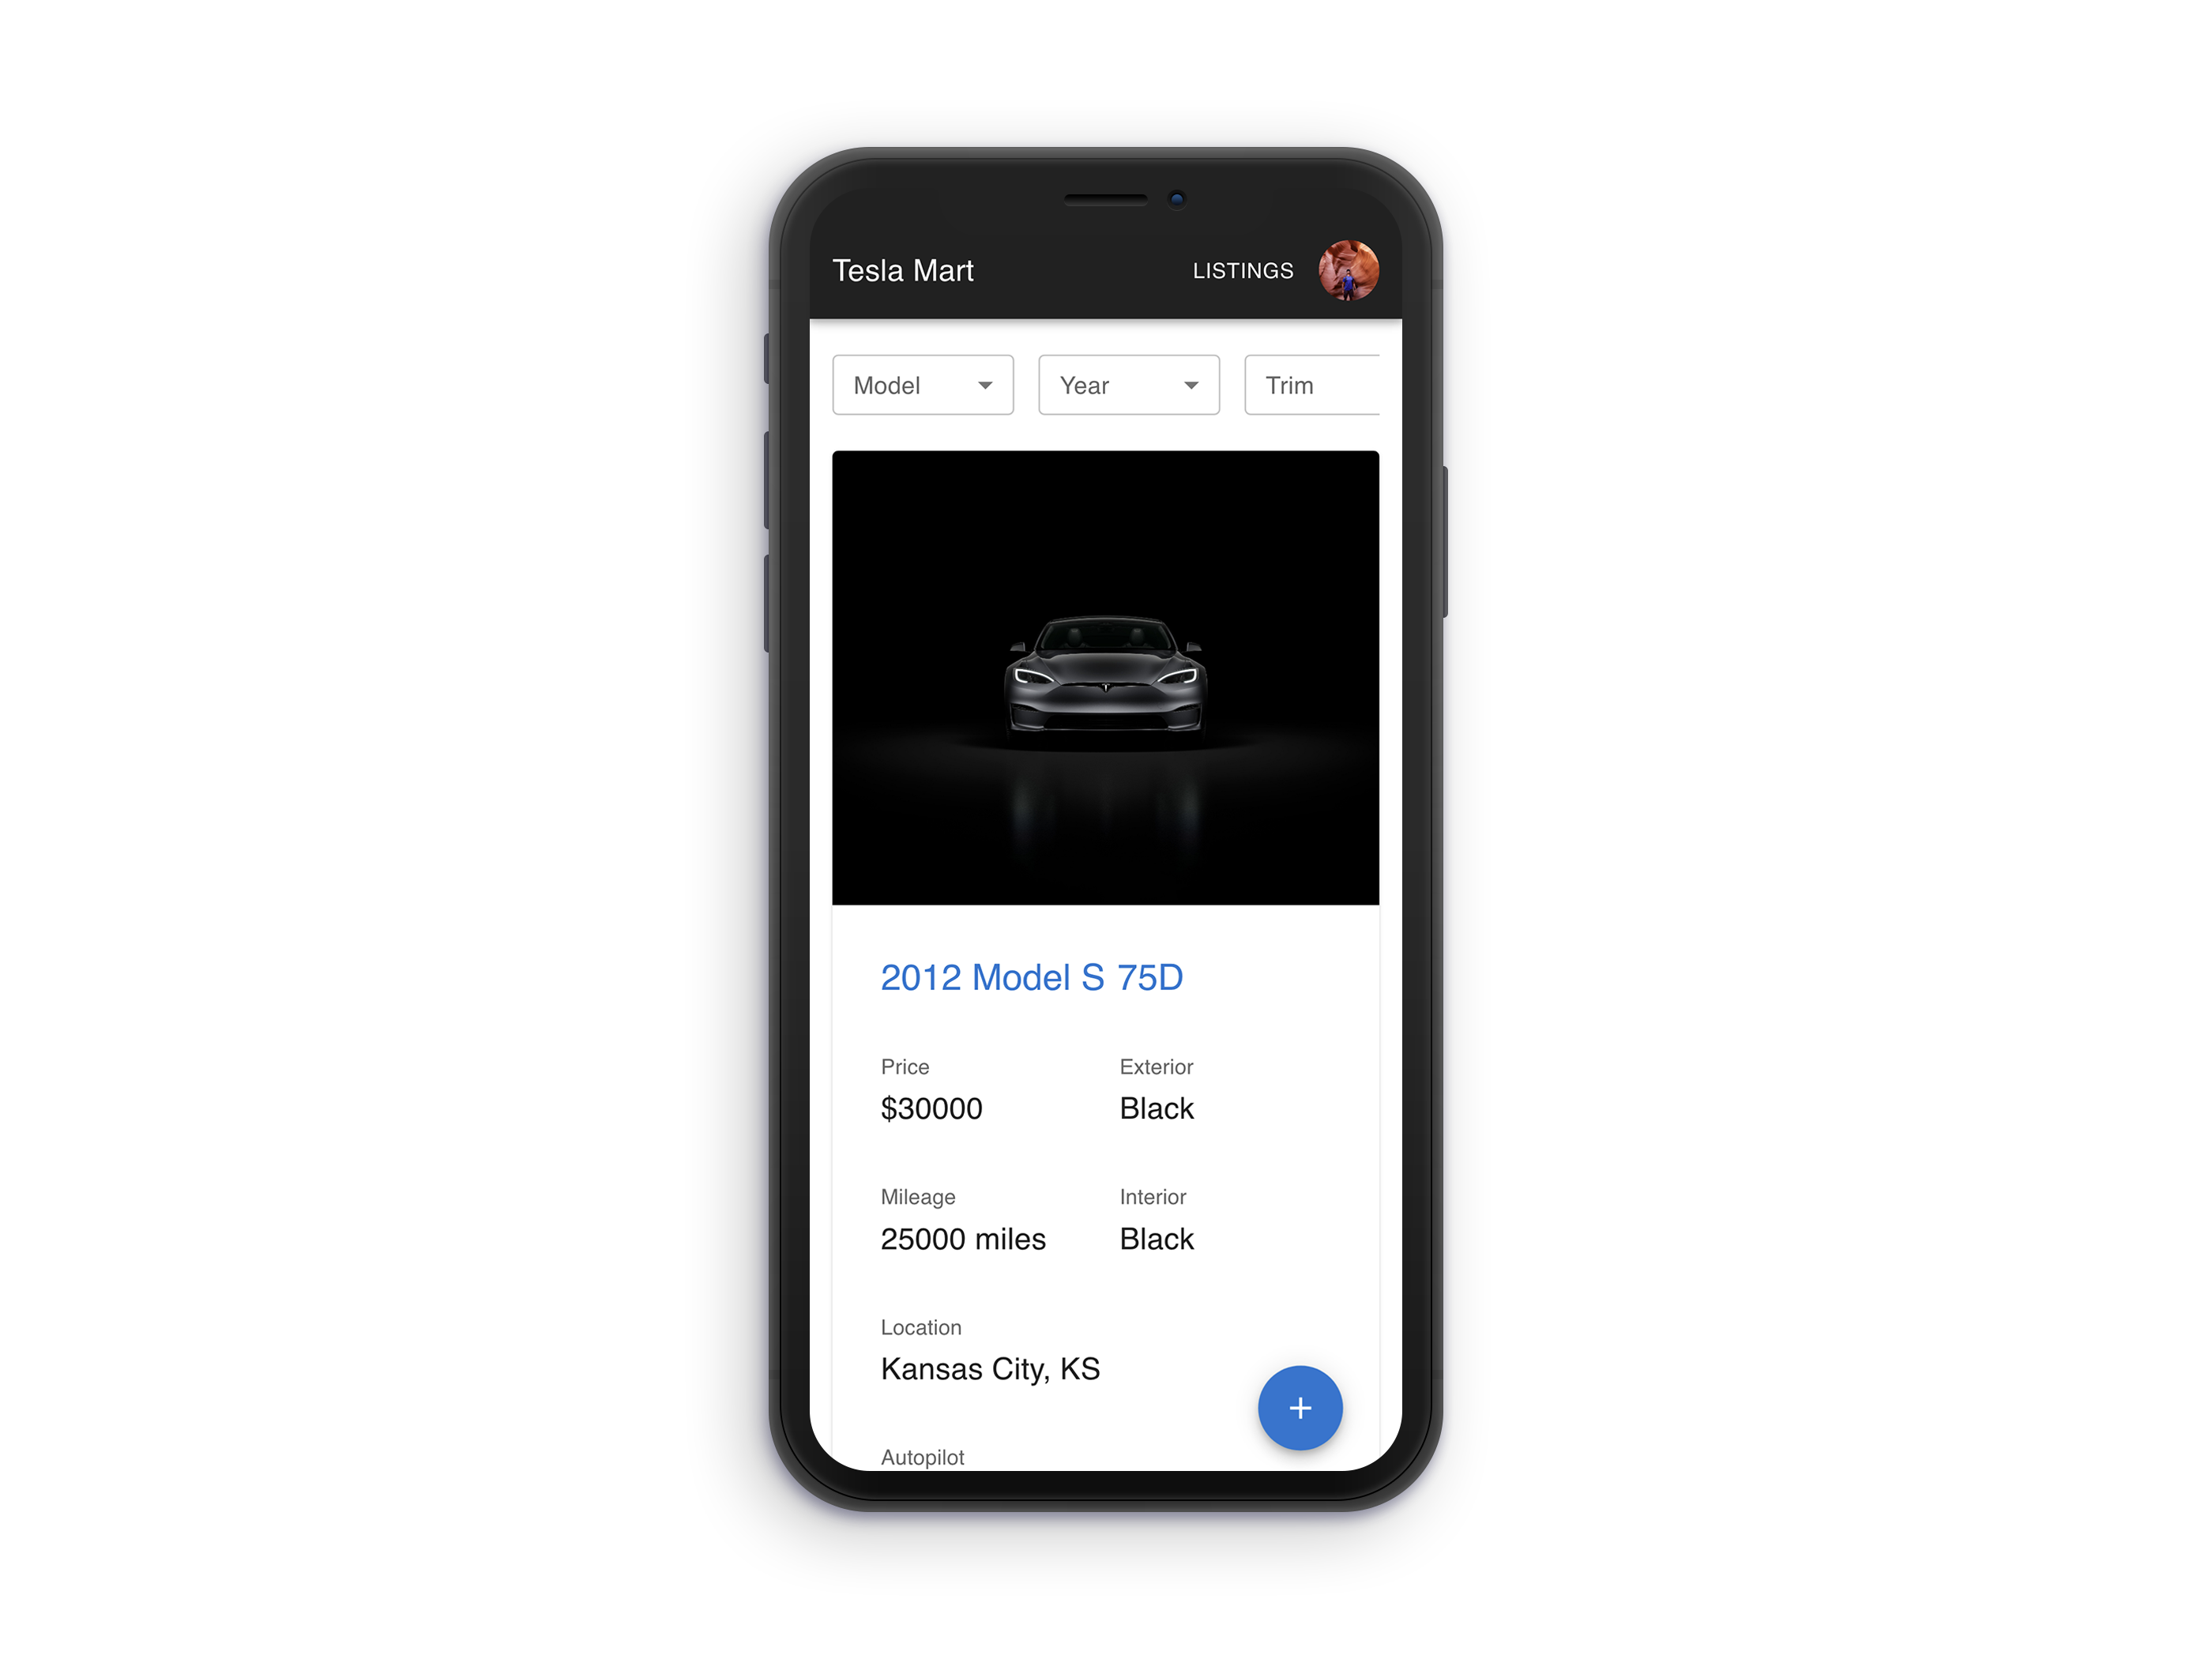 Tesla Mart LISTINGS
Model Year Trim
2012 Model S 75D
Price Exterior
$30000 Black
Mileage Interior
25000 miles Black
Location
Kansas City, KS
+
Autopilot